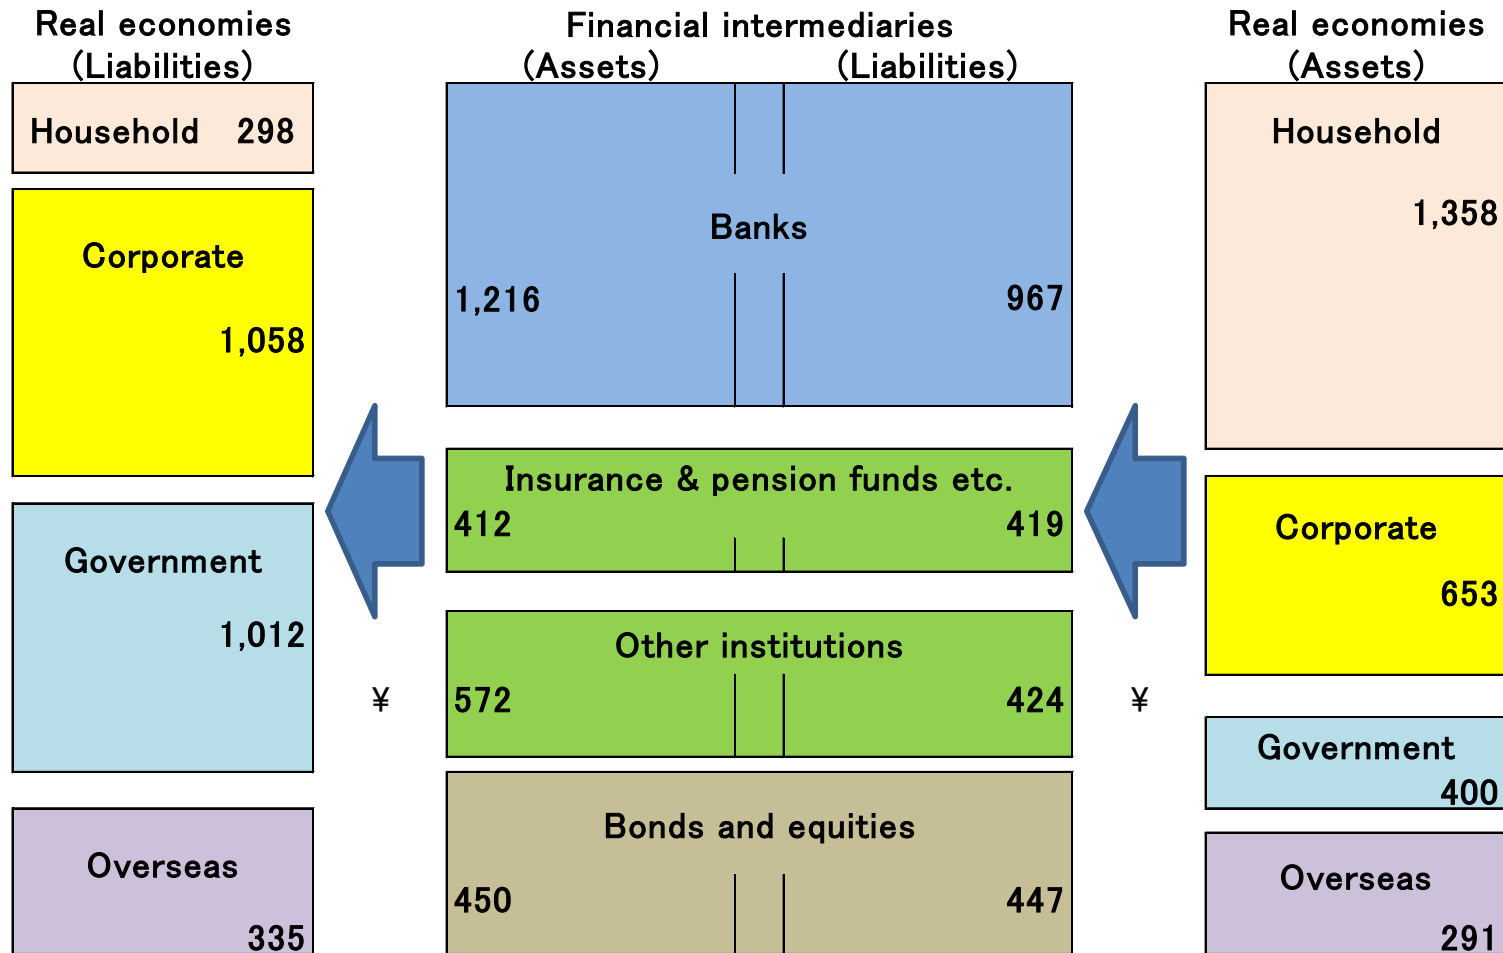 Real economies
(Liabilities)
Household 298
Corporate
1,058
Government
1,012
Overseas
335
¥
Financial intermediaries
(Assets) (Liabilities)
Banks
1,216 967
Insurance & pension funds etc.
412 419
Other institutions
572 424
Bonds and equities
450 447
¥
Real economies
(Assets)
Household
1,358
Corporate
653
Government
400
Overseas
291